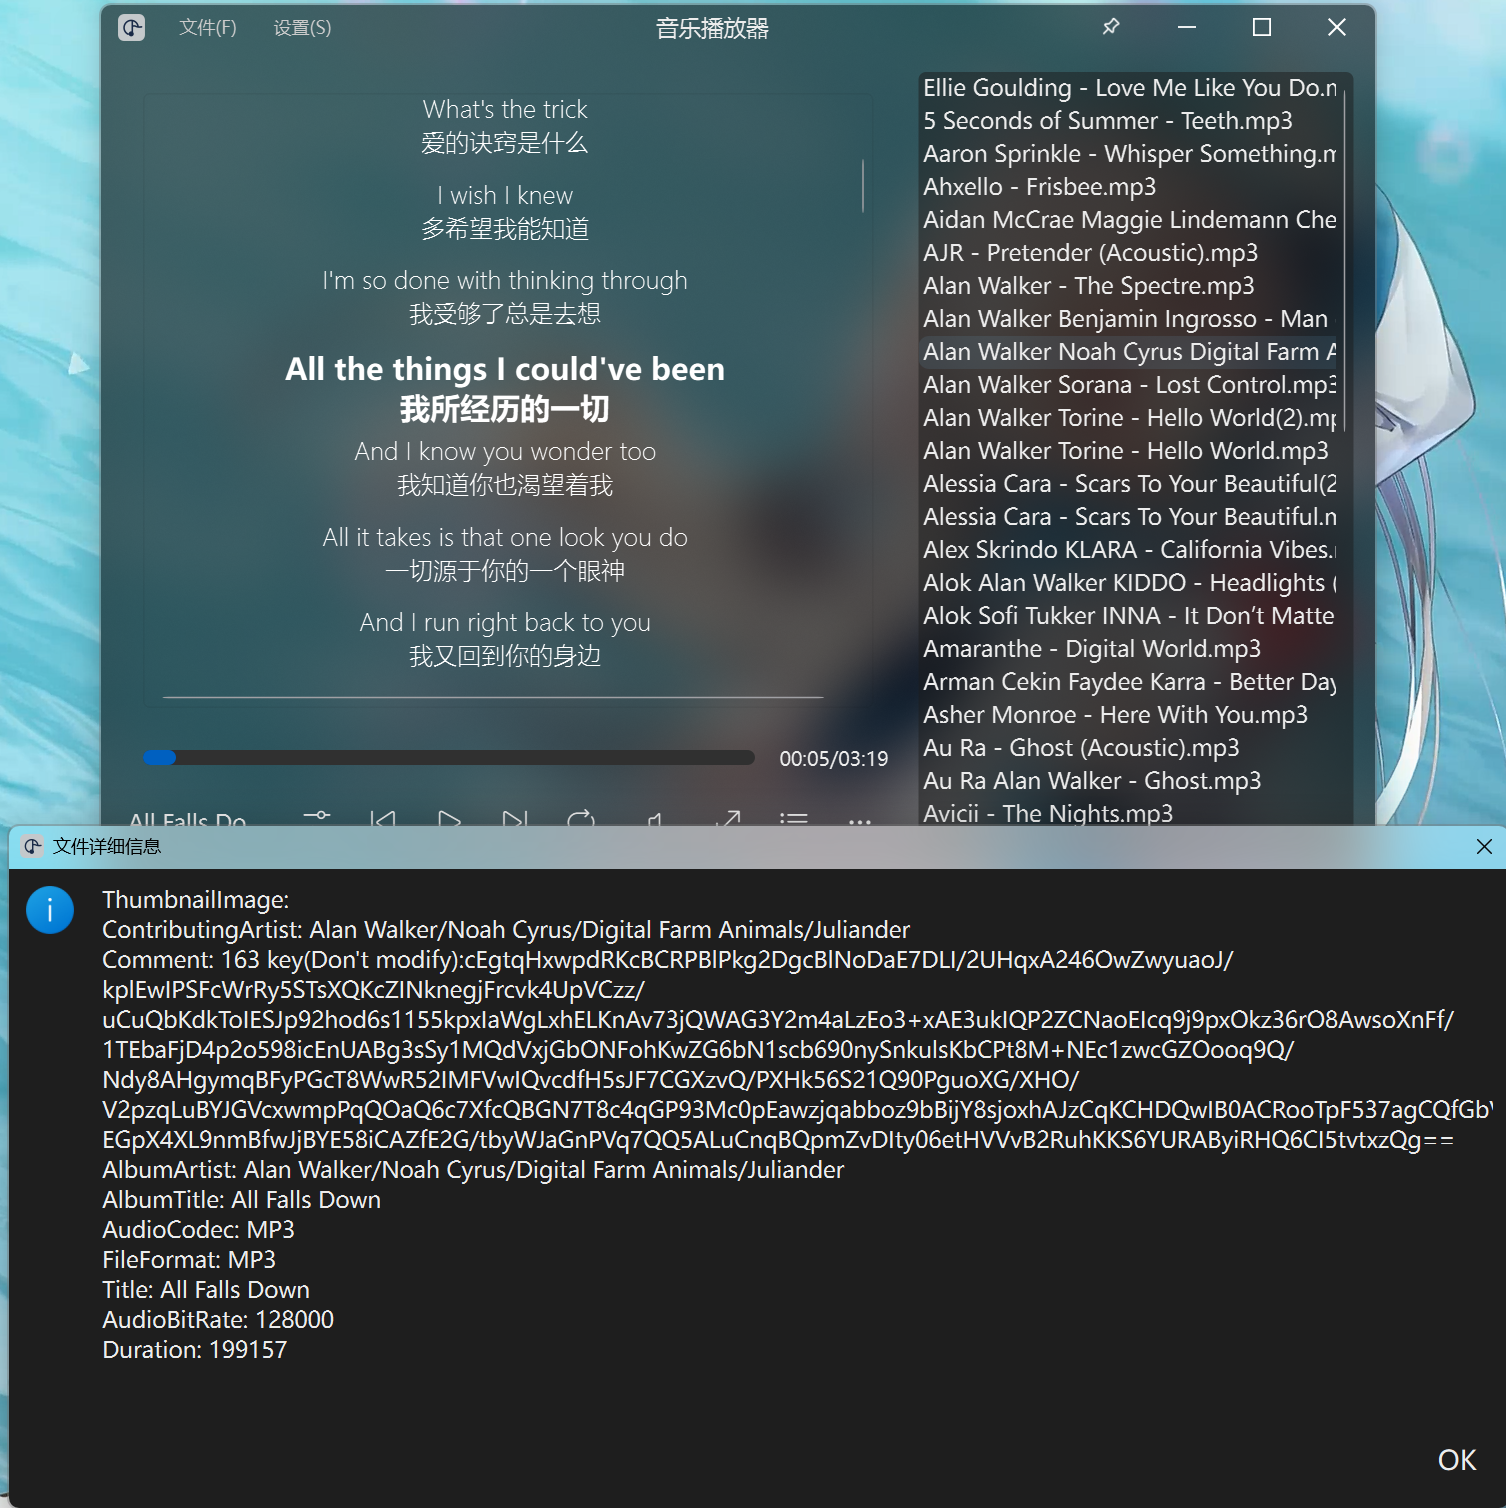 文件(F) 设置(S) 音乐播放器
What's the trick
爱的诀窍是什么
I wish I knew
多希望我能知道
I'm so done with thinking through
我受够了总是去想
All the things I could've been
我所经历的一切
And I know you wonder too
我知道你也渴望着我
All it takes is that one look you do
一切源于你的一个眼神
And I run right back to you
我又回到你的身边
00:05/03:19
All Falls Do
Ellie Goulding - Love Me Like You Do.n
5 Seconds of Summer - Teeth.mp3
Aaron Sprinkle - Whisper Something.m
Ahxello - Frisbee.mp3
Aidan McCrae Maggie Lindemann Che
AJR - Pretender (Acoustic).mp3
Alan Walker - The Spectre.mp3
Alan Walker Benjamin Ingrosso - Man
Alan Walker Noah Cyrus Digital Farm A
Alan Walker Sorana - Lost Control.mp3
Alan Walker Torine - Hello World(2).mp
Alan Walker Torine - Hello World.mp3
Alessia Cara - Scars To Your Beautiful(2
Alessia Cara - Scars To Your Beautiful.n
Alex Skrindo KLARA - California Vibes.
Alok Alan Walker KIDDO - Headlights (
Alok Sofi Tukker INNA - It Don’t Matte
Amaranthe - Digital World.mp3
Arman Cekin Faydee Karra - Better Day
Asher Monroe - Here With You.mp3
Au Ra - Ghost (Acoustic).mp3
Au Ra Alan Walker - Ghost.mp3
Avicii - The Nights.mp3
文件详细信息
ThumbnailImage:
ContributingArtist: Alan Walker/Noah Cyrus/Digital Farm Animals/Juliander
Comment: 163 key(Don't modify):cEgtqHxwpdRKcBCRPBlPkg2DgcBlNoDaE7DLI/2UHqxA246OwZwyuaoJ/
kplEwIPSFcWrRy5STsXQKcZINknegjFrcvk4UpVCzz/
uCuQbKdkToIESJp92hod6s1155kpxIaWgLxhELKnAv73jQWAG3Y2m4aLzEo3+xAE3ukIQP2ZCNaoEIcq9j9pxOkz36rO8AwsoXnFf/
1TEbaFjD4p2o598icEnUABg3sSy1MQdVxjGbONFohKwZG6bN1scb690nySnkulsKbCPt8M+NEc1zwcGZOooq9Q/
Ndy8AHgymqBFyPGcT8WwR52IMFVwIQvcdfH5sJF7CGXzvQ/PXHk56S21Q90PguoXG/XHO/
V2pzqLuBYJGVcxwmpPqQOaQ6c7XfcQBGN7T8c4qGP93Mc0pEawzjqabboz9bBijY8sjoxhAJzCqKCHDQwIB0ACRooTpF537agCQfGbV
EGpX4XL9nmBfwJjBYE58iCAZfE2G/tbyWJaGnPVq7QQ5ALuCnqBQpmZvDIty06etHVVvB2RuhKKS6YURAByiRHQ6CI5tvtxzQg==
AlbumArtist: Alan Walker/Noah Cyrus/Digital Farm Animals/Juliander
AlbumTitle: All Falls Down
AudioCodec: MP3
FileFormat: MP3
Title: All Falls Down
AudioBitRate: 128000
Duration: 199157
OK